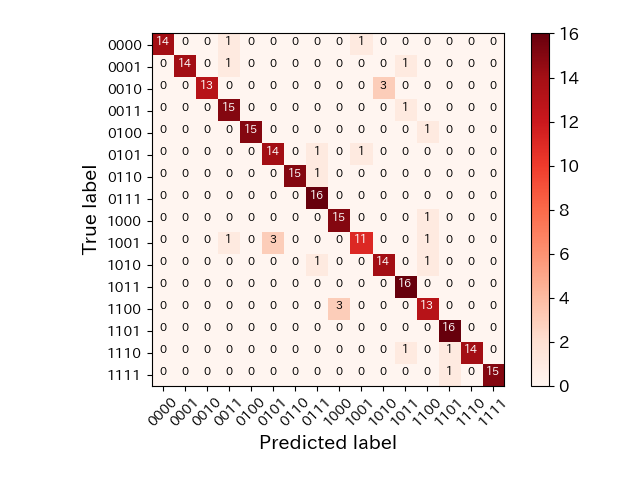 0000 14 0 0 1 0 0 0 0 0 1 0 0 0 0 0 0
0001 0 14 0 1 0 0 0 0 0 0 0 1 0 0 0 0
0010 0 0 13 0 0 0 0 0 0 0 3 0 0 0 0 0
0011 0 0 0 15 0 0 0 0 0 0 0 1 0 0 0 0
0100 0 0 0 0 15 0 0 0 0 0 0 0 1 0 0 0
0101 0 0 0 0 0 14 0 1 0 1 0 0 0 0 0 0
0110 0 0 0 0 0 0 15 1 0 0 0 0 0 0 0 0
0111 0 0 0 0 0 0 0 16 0 0 0 0 0 0 0 0
1000 0 0 0 0 0 0 0 0 15 0 0 0 1 0 0 0
1001 0 0 0 1 0 3 0 0 0 11 0 0 1 0 0 0
1010 0 0 0 0 0 0 0 1 0 0 14 0 1 0 0 0
1011 0 0 0 0 0 0 0 0 0 0 0 16 0 0 0 0
1100 0 0 0 0 0 0 0 0 3 0 0 0 13 0 0 0
1101 0 0 0 0 0 0 0 0 0 0 0 0 0 16 0 0
1110 0 0 0 0 0 0 0 0 0 0 0 1 0 1 14 0
1111 0 0 0 0 0 0 0 0 0 0 0 0 0 1 0 15
0000 0001 0010 0011 0100 0101 0110 0111 1000 1001 1010 1011 1100 1101 1110 1111
Predicted label
True label
16
14
12
10
8
6
4
2
0